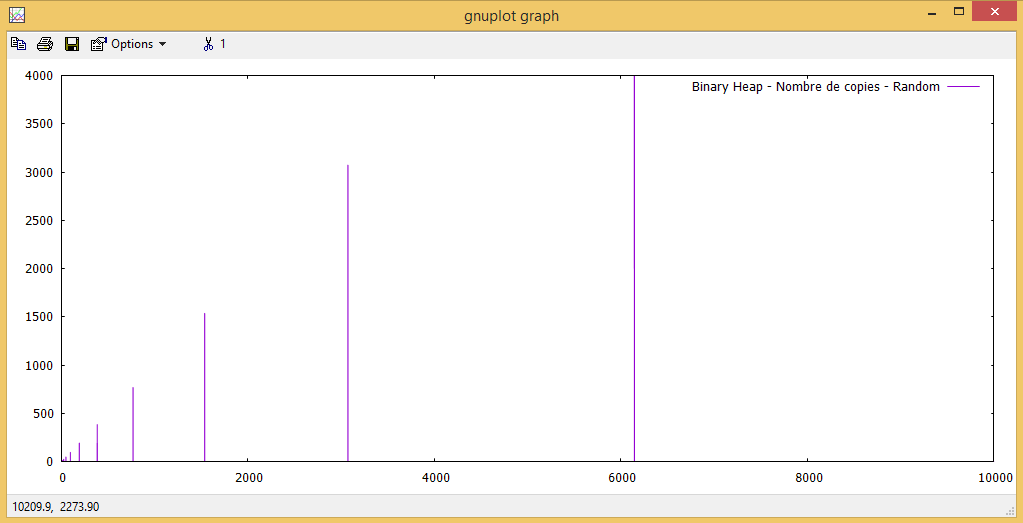 gnuplot graph
Options 1
4000
Binary Heap - Nombre de copies - Random
3500
3000
2500
2000
1500
1000
500
0
0 2000 4000 6000 8000 10000
10209.9, 2273.90